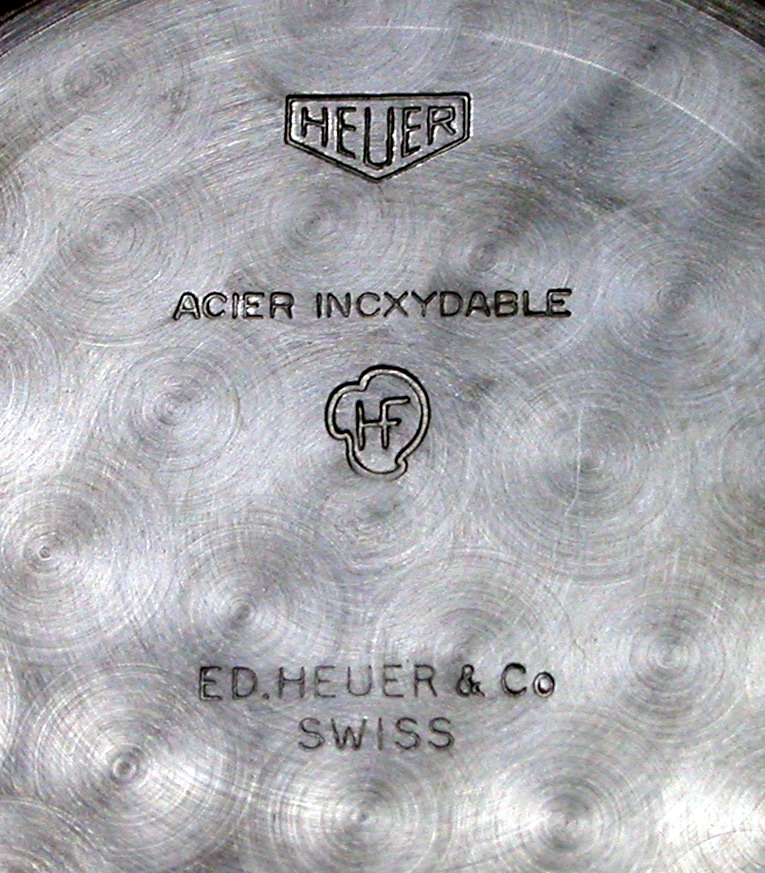 HEUER
ACIER INCXYDABLE
HF
ED.HEUER & Co
SWISS